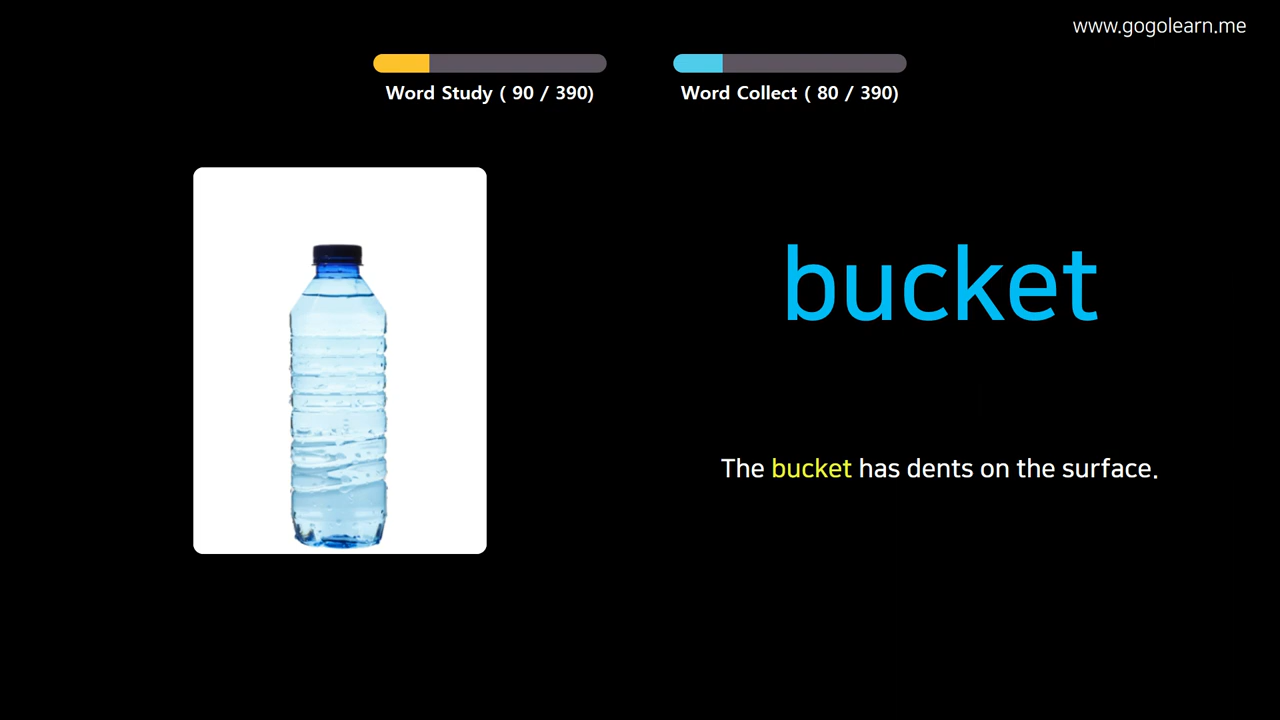 www.gogolearn.me
Word Study ( 90 / 390)
Word Collect ( 80 / 390)
bucket
The bucket has dents on the surface.